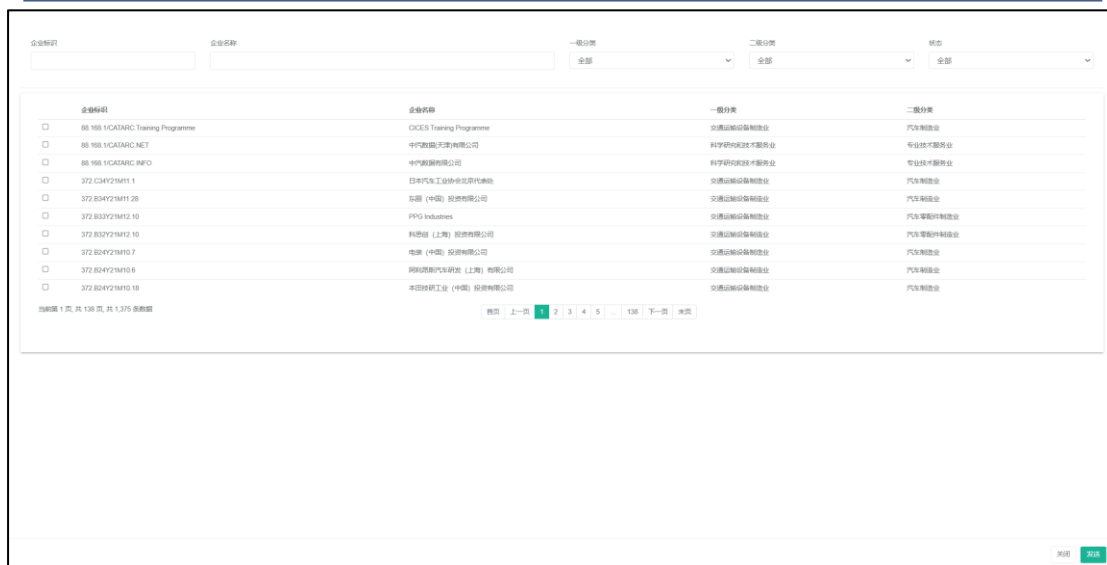 企业标识 企业名称 一级分类 二级分类 状态
全部 全部 全部
企业标识 企业名称 一级分类 二级分类
88.168.1/CATARC.Training Programme CICES Training Programme 交通运输设备制造业 汽车制造业
88.168.1/CATARC.NET 中汽数据(天津)有限公司 科学研究和技术服务业 专业技术服务业
88.168.1/CATARC.INFO 中汽数据有限公司 科学研究和技术服务业 专业技术服务业
372.C34Y21M11.1 日本汽车工业协会北京代表处 交通运输设备制造业 汽车制造业
372.B34Y21M11.28 东丽（中国）投资有限公司 交通运输设备制造业 汽车制造业
372.B33Y21M12.10 PPG Industries 交通运输设备制造业 汽车零配件制造业
372.B32Y21M12.10 科思创（上海）投资有限公司 交通运输设备制造业 汽车零配件制造业
372.B24Y21M10.7 电装（中国）投资有限公司 交通运输设备制造业 汽车制造业
372.B24Y21M10.6 阿利昂斯汽车研发（上海）有限公司 交通运输设备制造业 汽车制造业
372.B24Y21M10.18 本田技研工业（中国）投资有限公司 交通运输设备制造业 汽车制造业
当前第 1 页, 共 138 页, 共 1,375 条数据 首页 上一页 1 2 3 4 5 ... 138 下一页 末页
关闭 发送